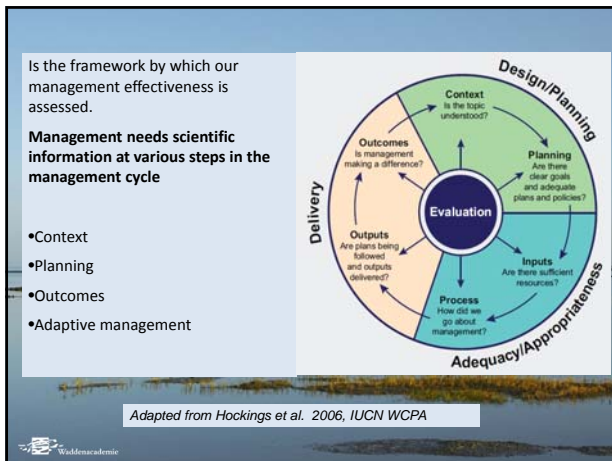 Is the framework by which our
management effectiveness is
assessed.
Management needs scientific
information at various steps in the
management cycle
•Context
•Planning
•Outcomes
•Adaptive management
Design/Planning
Context
Is the topic
understood?
Planning
Are there
clear goals
and adequate
plans and policies?
Inputs
Are there sufficient
resources?
Adequacy/Appropriateness
Process
How did we
go about
management?
Outputs
Are plans being
followed
and outputs
delivered?
Delivery
Outcomes
Is management
making a difference?
Evaluation
Adapted from Hockings et al. 2006, IUCN WCPA
Waddenacademie